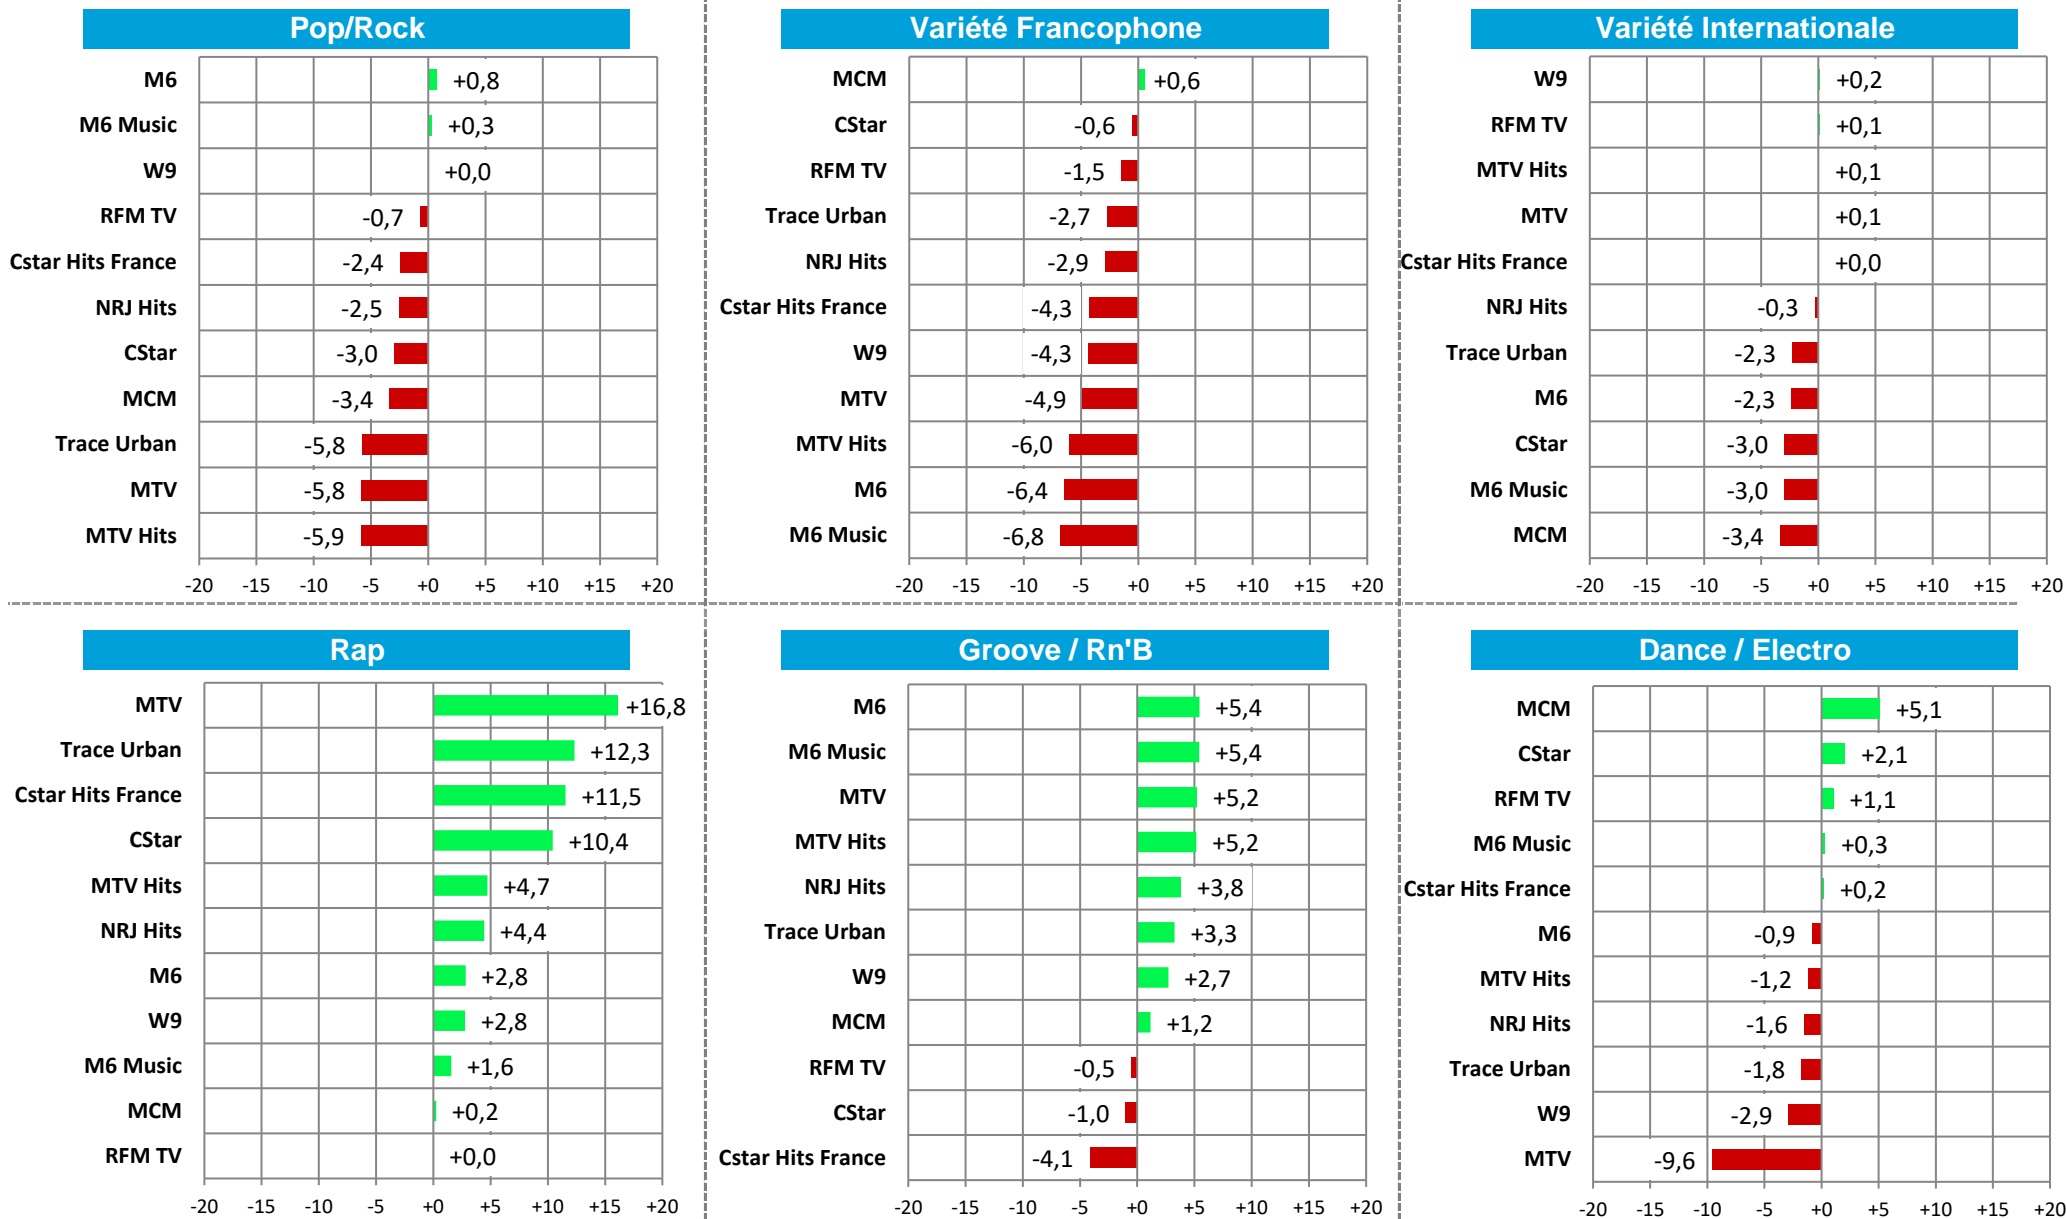 Pop/Rock
M6 +0,8
M6 Music +0,3
W9 +0,0
RFM TV -0,7
Cstar Hits France -2,4
NRJ Hits -2,5
CStar -3,0
MCM -3,4
Trace Urban -5,8
MTV -5,8
MTV Hits -5,9
-20 -15 -10 -5 +0 +5 +10 +15 +20
Variété Francophone
MCM +0,6
CStar -0,6
RFM TV -1,5
Trace Urban -2,7
NRJ Hits -2,9
Cstar Hits France -4,3
W9 -4,3
MTV -4,9
MTV Hits -6,0
M6 -6,4
M6 Music -6,8
-20 -15 -10 -5 +0 +5 +10 +15 +20
Variété Internationale
W9 +0,2
RFM TV +0,1
MTV Hits +0,1
MTV +0,1
Cstar Hits France +0,0
NRJ Hits -0,3
Trace Urban -2,3
M6 -2,3
CStar -3,0
M6 Music -3,0
MCM -3,4
-20 -15 -10 -5 +0 +5 +10 +15 +20
Rap
MTV +16,8
Trace Urban +12,3
Cstar Hits France +11,5
CStar +10,4
MTV Hits +4,7
NRJ Hits +4,4
M6 +2,8
W9 +2,8
M6 Music +1,6
MCM +0,2
RFM TV +0,0
-20 -15 -10 -5 +0 +5 +10 +15 +20
Groove / Rn'B
M6 +5,4
M6 Music +5,4
MTV +5,2
MTV Hits +5,2
NRJ Hits +3,8
Trace Urban +3,3
W9 +2,7
MCM +1,2
RFM TV -0,5
CStar -1,0
Cstar Hits France -4,1
-20 -15 -10 -5 +0 +5 +10 +15 +20
Dance / Electro
MCM +5,1
CStar +2,1
RFM TV +1,1
M6 Music +0,3
Cstar Hits France +0,2
M6 -0,9
MTV Hits -1,2
NRJ Hits -1,6
Trace Urban -1,8
W9 -2,9
MTV -9,6
-20 -15 -10 -5 +0 +5 +10 +15 +20